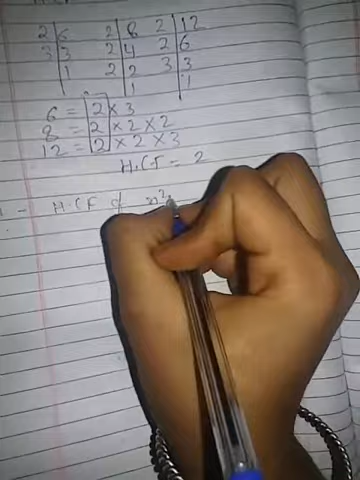 2 6 2 8 2 12
3 3 2 4 2 6
1 2 2 3 3
1 1
6 = 2 × 3
8 = 2 × 2 × 2
12 = 2 × 2 × 3
H.C.F = 2
- H.C.F of x²